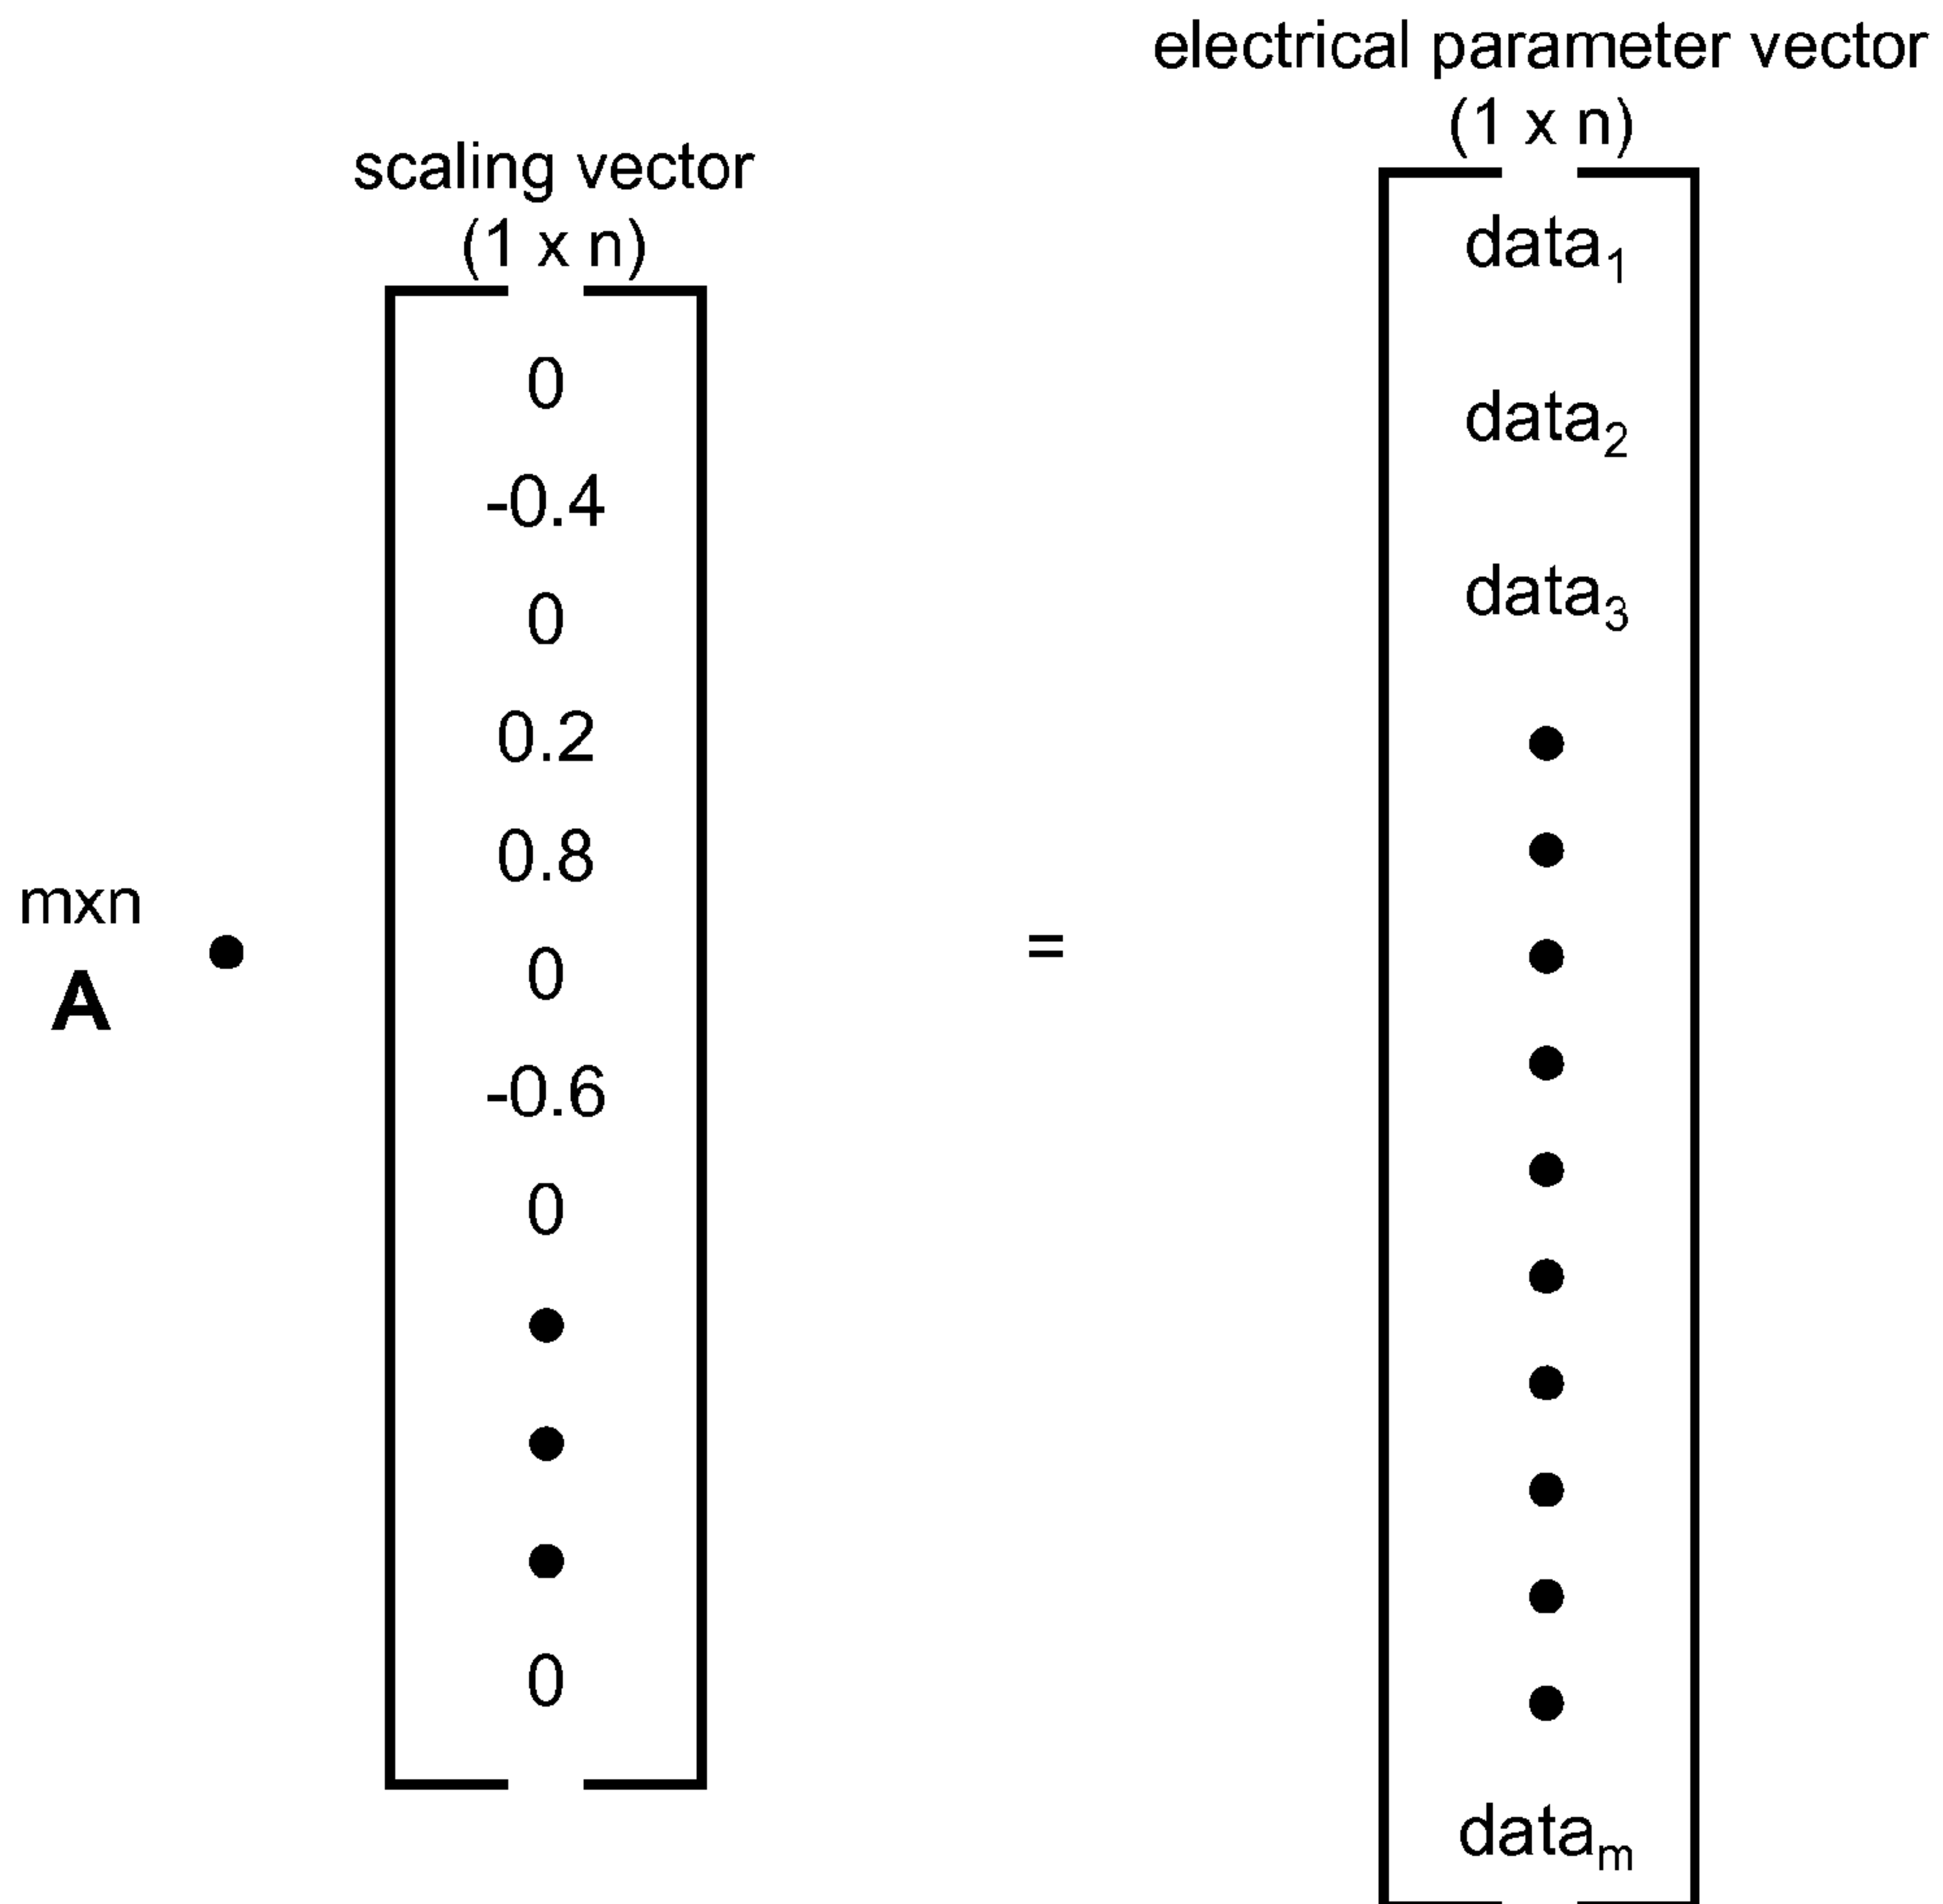 mxn
A
•
scaling vector
(1 x n)
0
-0.4
0
0.2
0.8
0
-0.6
0
•
•
•
0
=
electrical parameter vector
(1 x n)
data₁
data₂
data₃
•
•
•
•
•
•
•
•
•
•
dataₘ